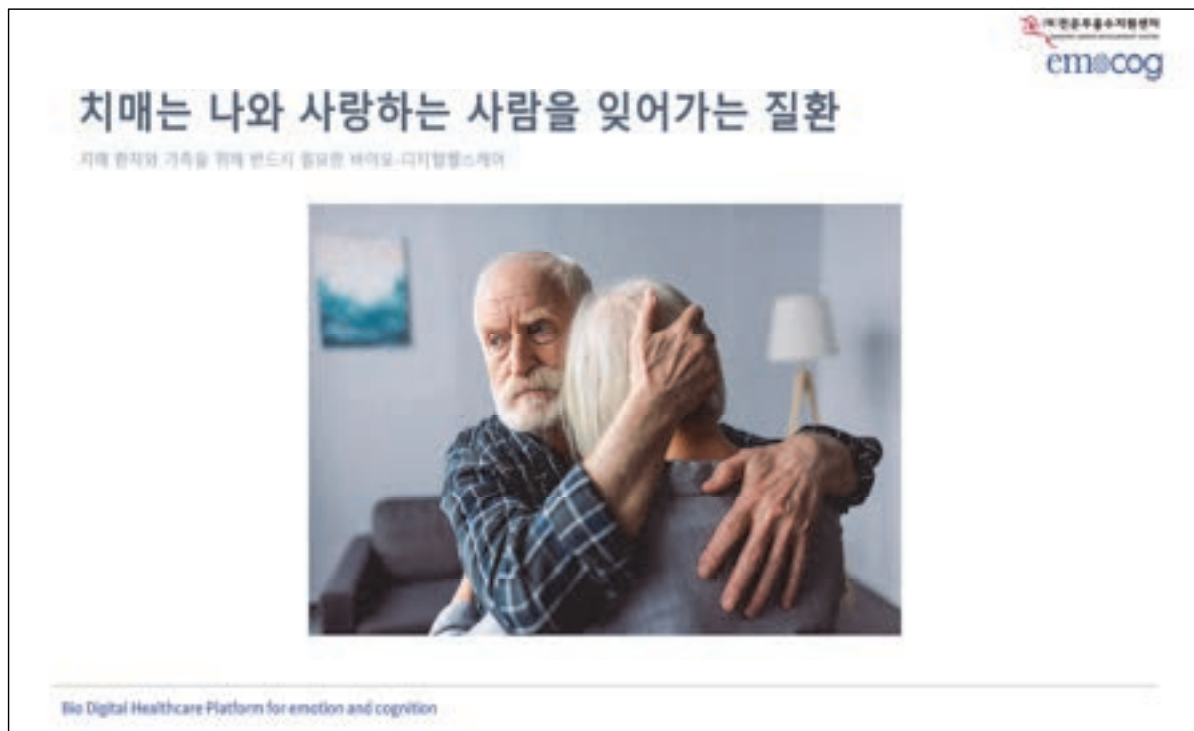 emocog
치매는 나와 사랑하는 사람을 잊어가는 질환
치매 환자와 가족을 위해 반드시 필요한 바이오-디지털헬스케어
Bio Digital Healthcare Platform for emotion and cognition